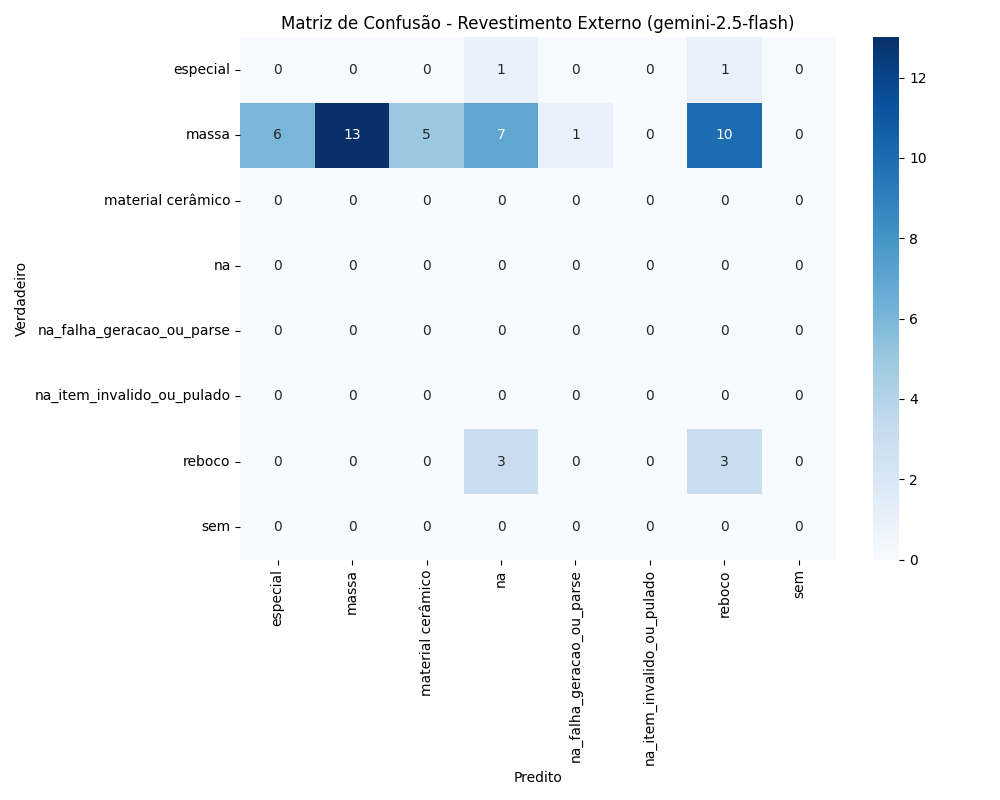 Matriz de Confusão - Revestimento Externo (gemini-2.5-flash)
Verdadeiro
especial 0 0 0 1 0 0 1 0
massa 6 13 5 7 1 0 10 0
material cerâmico 0 0 0 0 0 0 0 0
na 0 0 0 0 0 0 0 0
na_falha_geracao_ou_parse 0 0 0 0 0 0 0 0
na_item_invalido_ou_pulado 0 0 0 0 0 0 0 0
reboco 0 0 0 3 0 0 3 0
sem 0 0 0 0 0 0 0 0
especial
massa
material cerâmico
na
na_falha_geracao_ou_parse
na_item_invalido_ou_pulado
reboco
sem
Predito
12
10
8
6
4
2
0